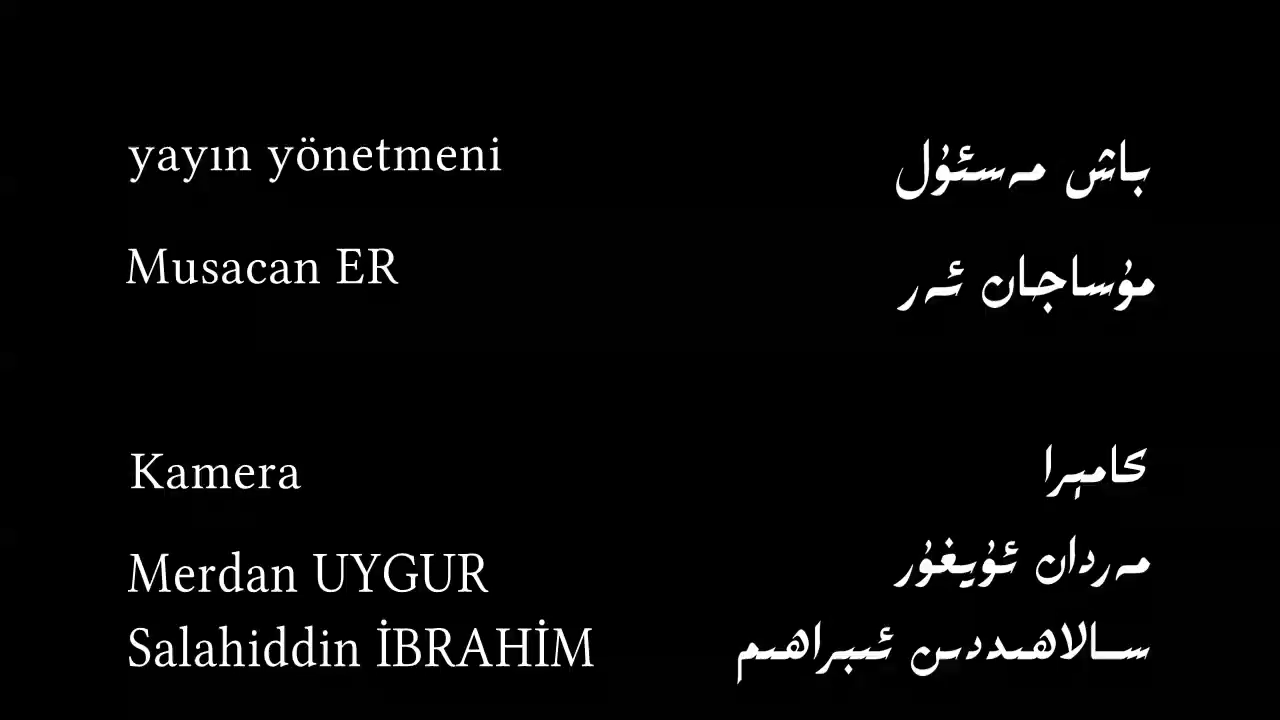 yayın yönetmeni
باش مەسئۇل
Musacan ER
مۇساجان ئەر
Kamera
كامېرا
Merdan UYGUR
مەردان ئۇيغۇر
Salahiddin İBRAHİM
سالاھىددىن ئىبراھىم